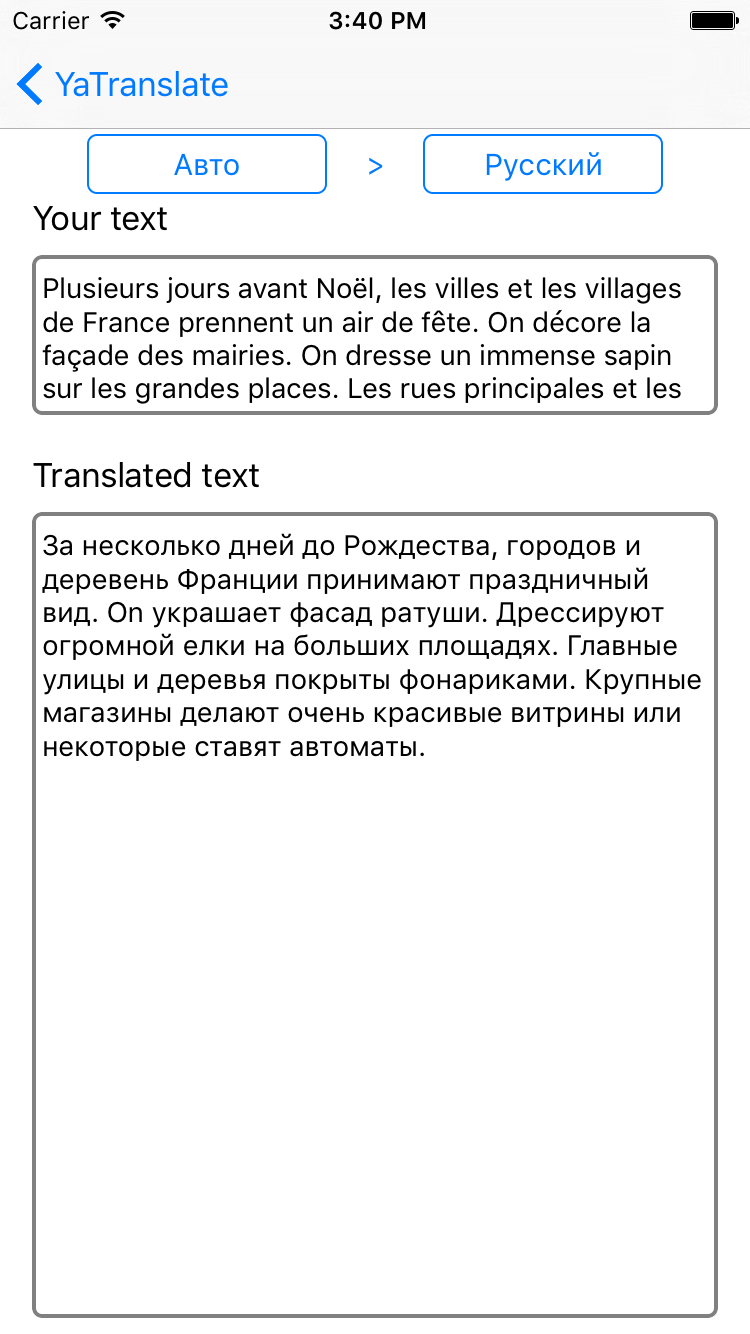 Carrier 3:40 PM
YaTranslate
Авто > Русский
Your text
Plusieurs jours avant Noël, les villes et les villages
de France prennent un air de fête. On décore la
façade des mairies. On dresse un immense sapin
sur les grandes places. Les rues principales et les
Translated text
За несколько дней до Рождества, городов и
деревень Франции принимают праздничный
вид. On украшает фасад ратуши. Дрессируют
огромной елки на больших площадях. Главные
улицы и деревья покрыты фонариками. Крупные
магазины делают очень красивые витрины или
некоторые ставят автоматы.